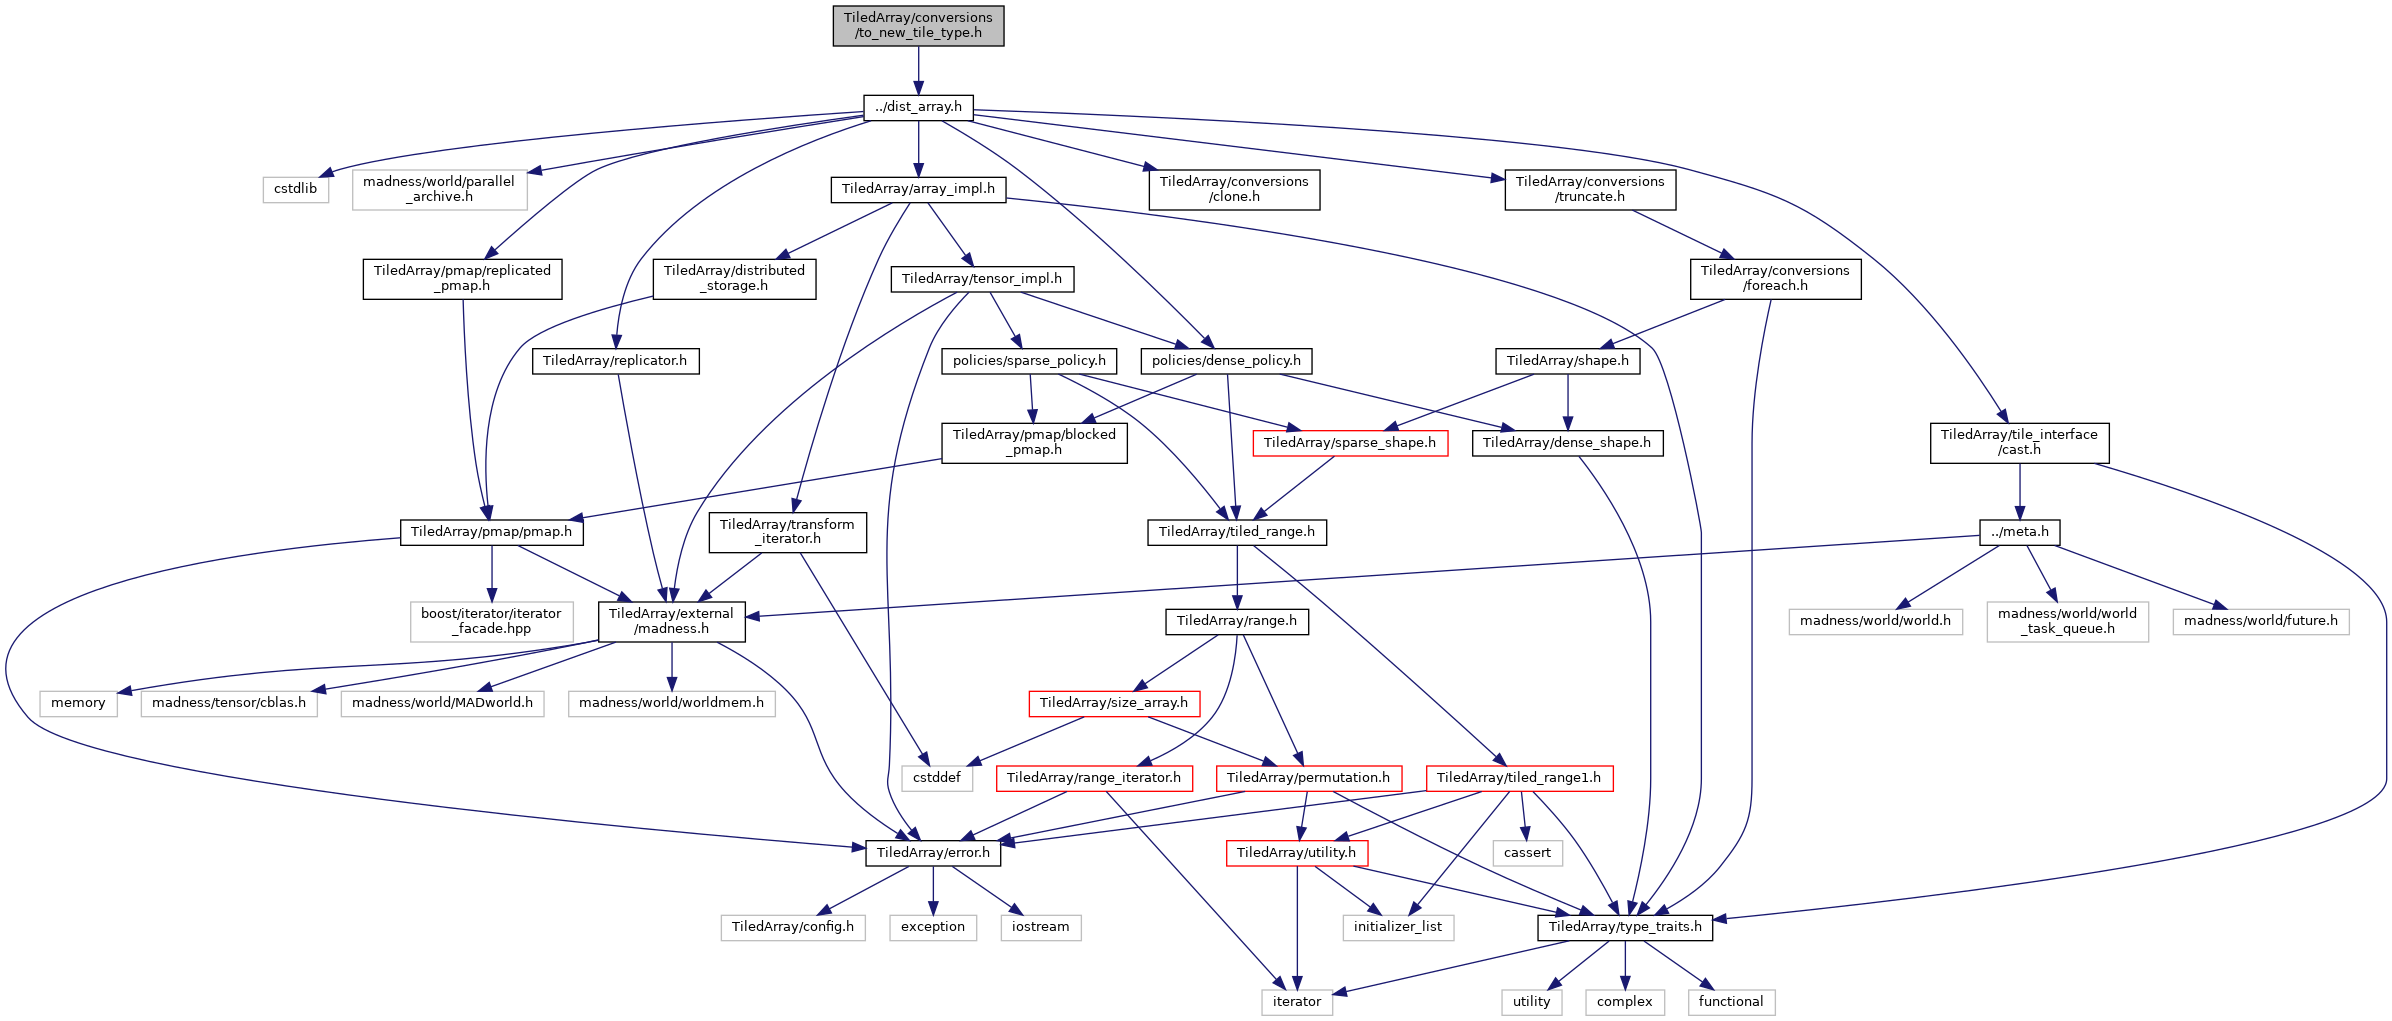 TiledArray/conversions
/to_new_tile_type.h
../dist_array.h
cstdlib
madness/world/parallel
_archive.h
TiledArray/array_impl.h
TiledArray/conversions
/clone.h
TiledArray/conversions
/truncate.h
TiledArray/pmap/replicated
_pmap.h
TiledArray/distributed
_storage.h
TiledArray/tensor_impl.h
TiledArray/conversions
/foreach.h
TiledArray/replicator.h
policies/sparse_policy.h
policies/dense_policy.h
TiledArray/shape.h
TiledArray/pmap/blocked
_pmap.h
TiledArray/sparse_shape.h
TiledArray/dense_shape.h
TiledArray/tile_interface
/cast.h
TiledArray/pmap/pmap.h
TiledArray/transform
_iterator.h
TiledArray/tiled_range.h
../meta.h
boost/iterator/iterator
_facade.hpp
TiledArray/external
/madness.h
TiledArray/range.h
madness/world/world.h
madness/world/world
_task_queue.h
madness/world/future.h
memory
madness/tensor/cblas.h
madness/world/MADworld.h
madness/world/worldmem.h
TiledArray/size_array.h
cstddef
TiledArray/range_iterator.h
TiledArray/permutation.h
TiledArray/tiled_range1.h
TiledArray/error.h
TiledArray/utility.h
cassert
TiledArray/config.h
exception
iostream
initializer_list
TiledArray/type_traits.h
iterator
utility
complex
functional